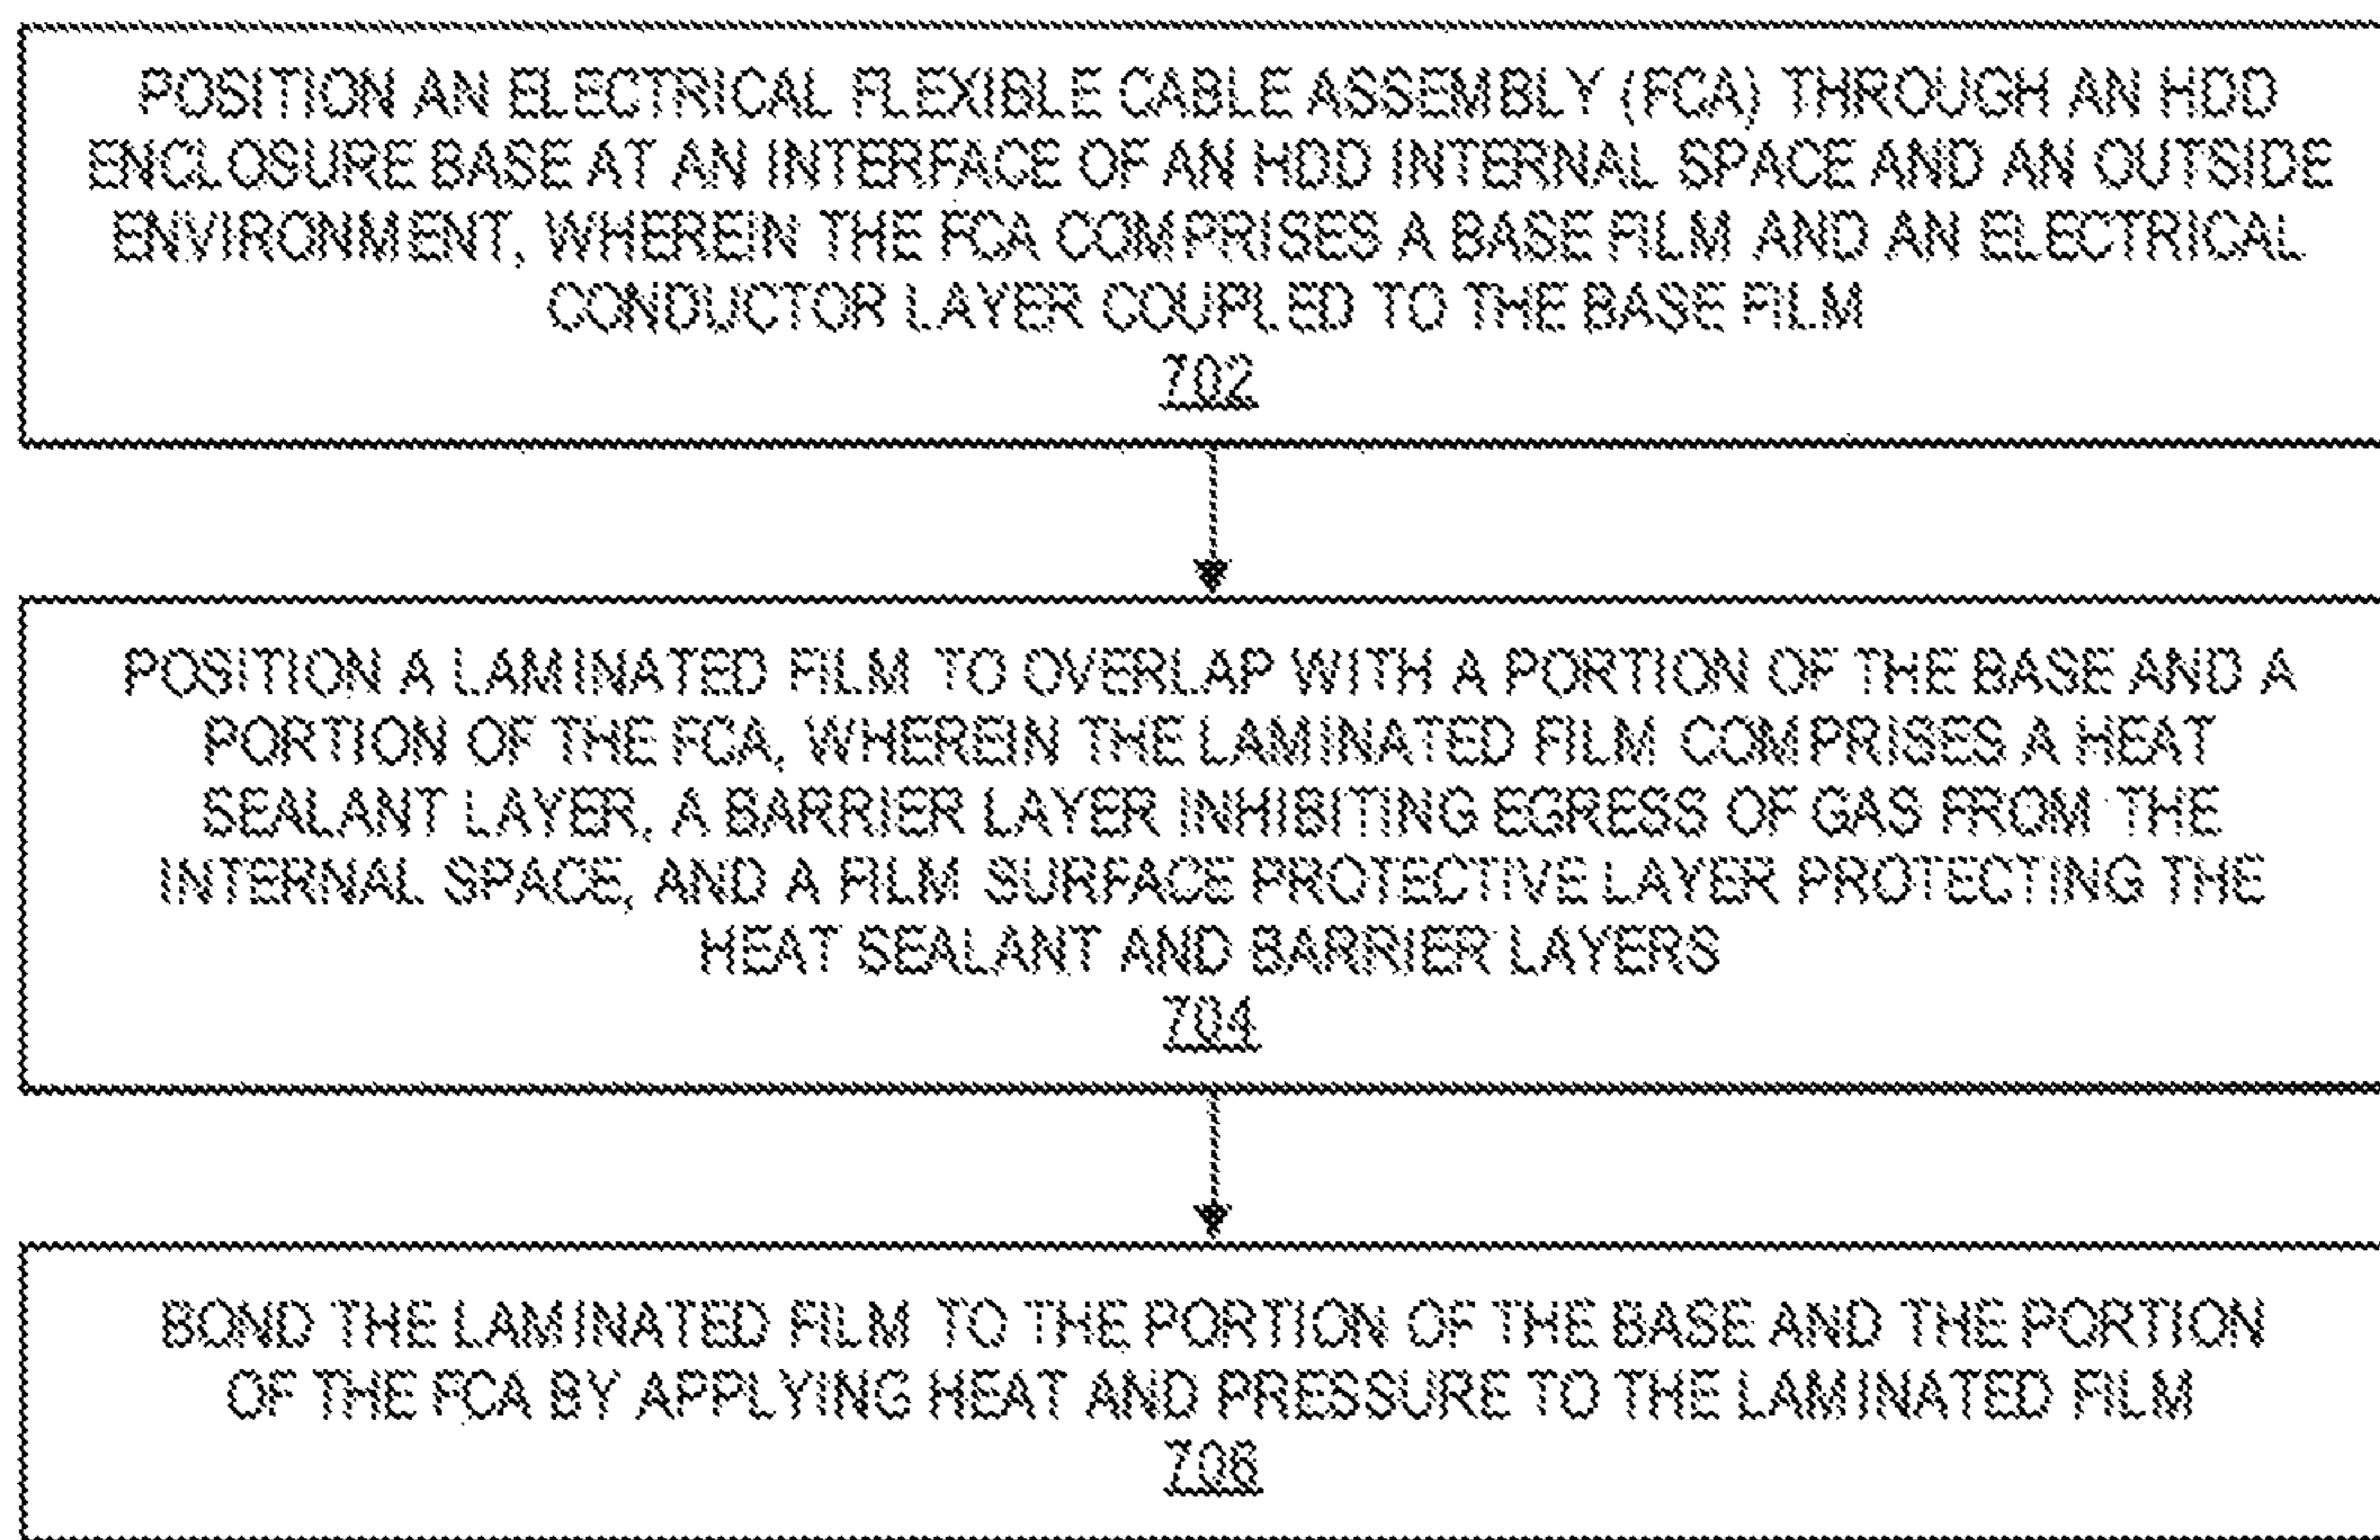 POSITION AN ELECTRICAL FLEXIBLE CABLE ASSEMBLY (FCA) THROUGH AN HDD
ENCLOSURE BASE AT AN INTERFACE OF AN HDD INTERNAL SPACE AND AN OUTSIDE
ENVIRONMENT, WHEREIN THE FCA COMPRISES A BASE FILM AND AN ELECTRICAL
CONDUCTOR LAYER COUPLED TO THE BASE FILM
702
POSITION A LAMINATED FILM TO OVERLAP WITH A PORTION OF THE BASE AND A
PORTION OF THE FCA, WHEREIN THE LAMINATED FILM COMPRISES A HEAT
SEALANT LAYER, A BARRIER LAYER INHIBITING EGRESS OF GAS FROM THE
INTERNAL SPACE, AND A FILM SURFACE PROTECTIVE LAYER PROTECTING THE
HEAT SEALANT AND BARRIER LAYERS
704
BOND THE LAMINATED FILM TO THE PORTION OF THE BASE AND THE PORTION
OF THE FCA BY APPLYING HEAT AND PRESSURE TO THE LAMINATED FILM
706